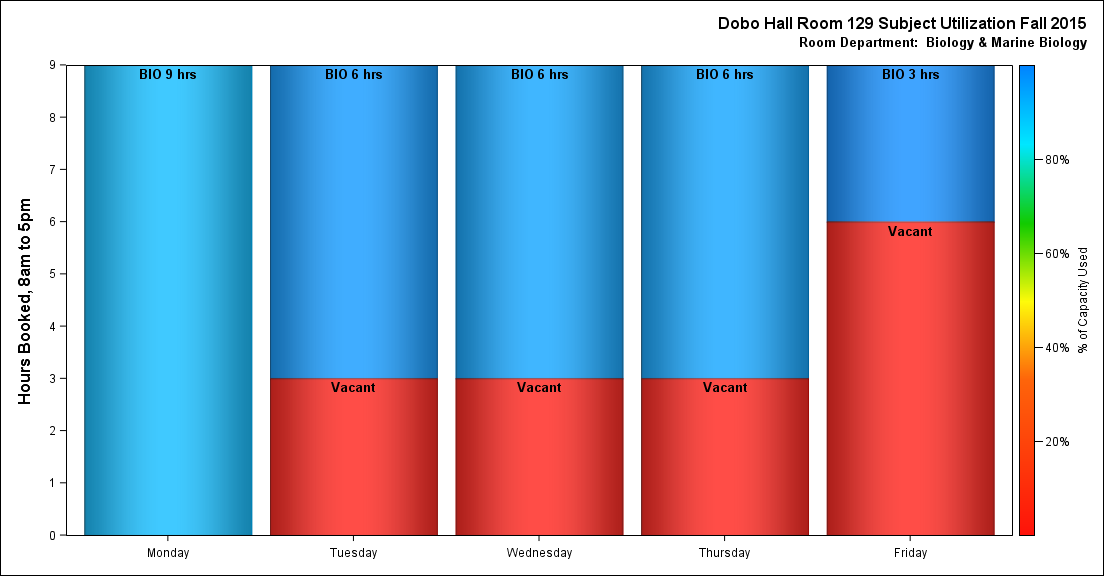 Dobo Hall Room 129 Subject Utilization Fall 2015
Room Department:  Biology & Marine Biology
Hours Booked, 8am to 5pm
9
8
7
6
5
4
3
2
1
0
BIO 9 hrs
BIO 6 hrs
BIO 6 hrs
BIO 6 hrs
BIO 3 hrs
Vacant
Vacant
Vacant
Vacant
Monday
Tuesday
Wednesday
Thursday
Friday
80%
60%
40%
20%
% of Capacity Used